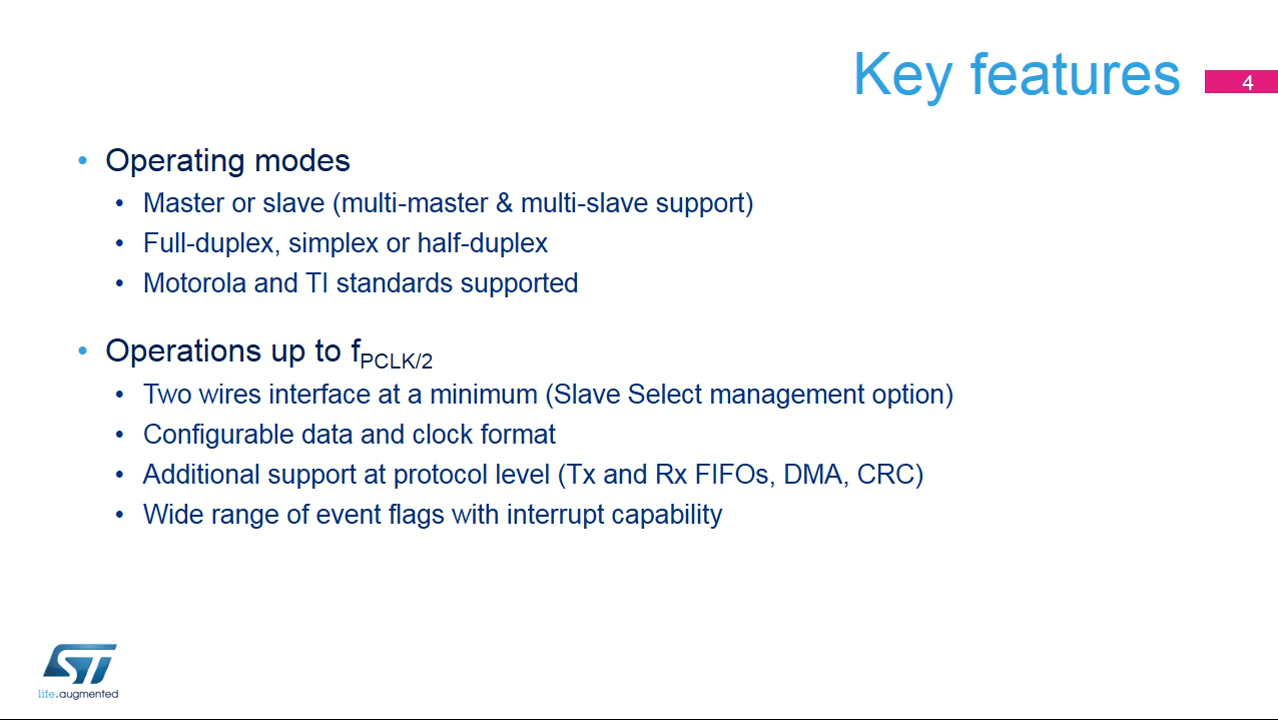 Key features
4
• Operating modes
• Master or slave (multi-master & multi-slave support)
• Full-duplex, simplex or half-duplex
• Motorola and TI standards supported
• Operations up to fPCLK/2
• Two wires interface at a minimum (Slave Select management option)
• Configurable data and clock format
• Additional support at protocol level (Tx and Rx FIFOs, DMA, CRC)
• Wide range of event flags with interrupt capability
ST
life.augmented